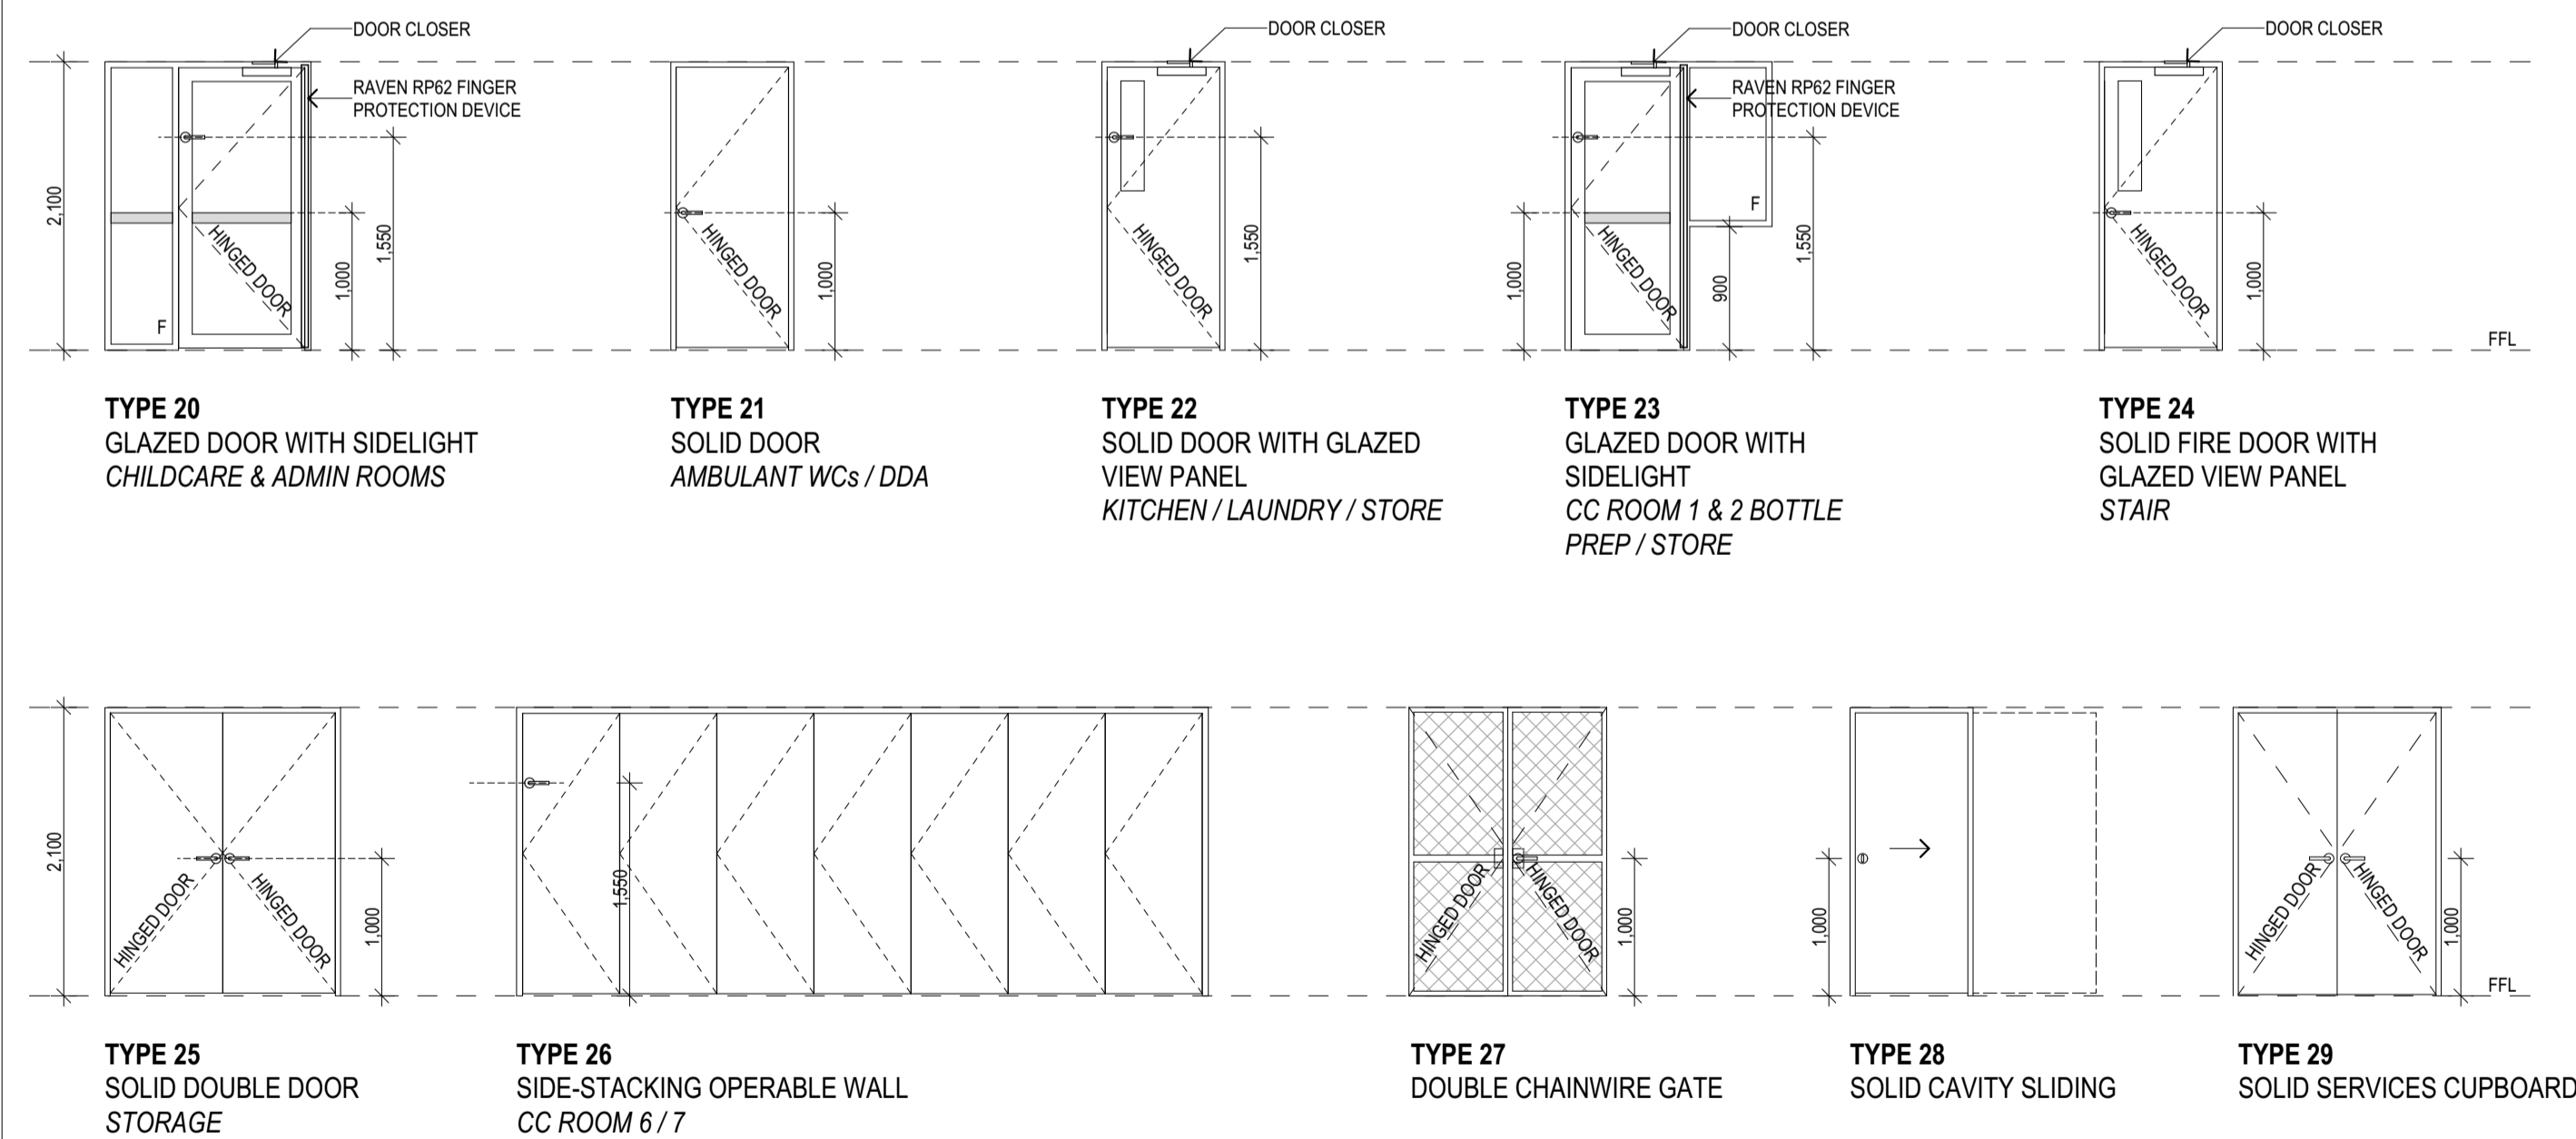 DOOR CLOSER
RAVEN RP62 FINGER
PROTECTION DEVICE
2,100
HINGED DOOR
1,000
1,550
F
TYPE 20
GLAZED DOOR WITH SIDELIGHT
CHILDCARE & ADMIN ROOMS
HINGED DOOR
1,000
TYPE 21
SOLID DOOR
AMBULANT WCs / DDA
DOOR CLOSER
HINGED DOOR
1,550
TYPE 22
SOLID DOOR WITH GLAZED
VIEW PANEL
KITCHEN / LAUNDRY / STORE
DOOR CLOSER
RAVEN RP62 FINGER
PROTECTION DEVICE
F
HINGED DOOR
1,000
900
1,550
TYPE 23
GLAZED DOOR WITH
SIDELIGHT
CC ROOM 1 & 2 BOTTLE
PREP / STORE
DOOR CLOSER
HINGED DOOR
1,000
FFL
TYPE 24
SOLID FIRE DOOR WITH
GLAZED VIEW PANEL
STAIR
2,100
HINGED DOOR
HINGED DOOR
1,000
TYPE 25
SOLID DOUBLE DOOR
STORAGE
1,550
TYPE 26
SIDE-STACKING OPERABLE WALL
CC ROOM 6 / 7
HINGED DOOR
HINGED DOOR
1,000
TYPE 27
DOUBLE CHAINWIRE GATE
1,000
TYPE 28
SOLID CAVITY SLIDING
HINGED DOOR
HINGED DOOR
1,000
FFL
TYPE 29
SOLID SERVICES CUPBOARD